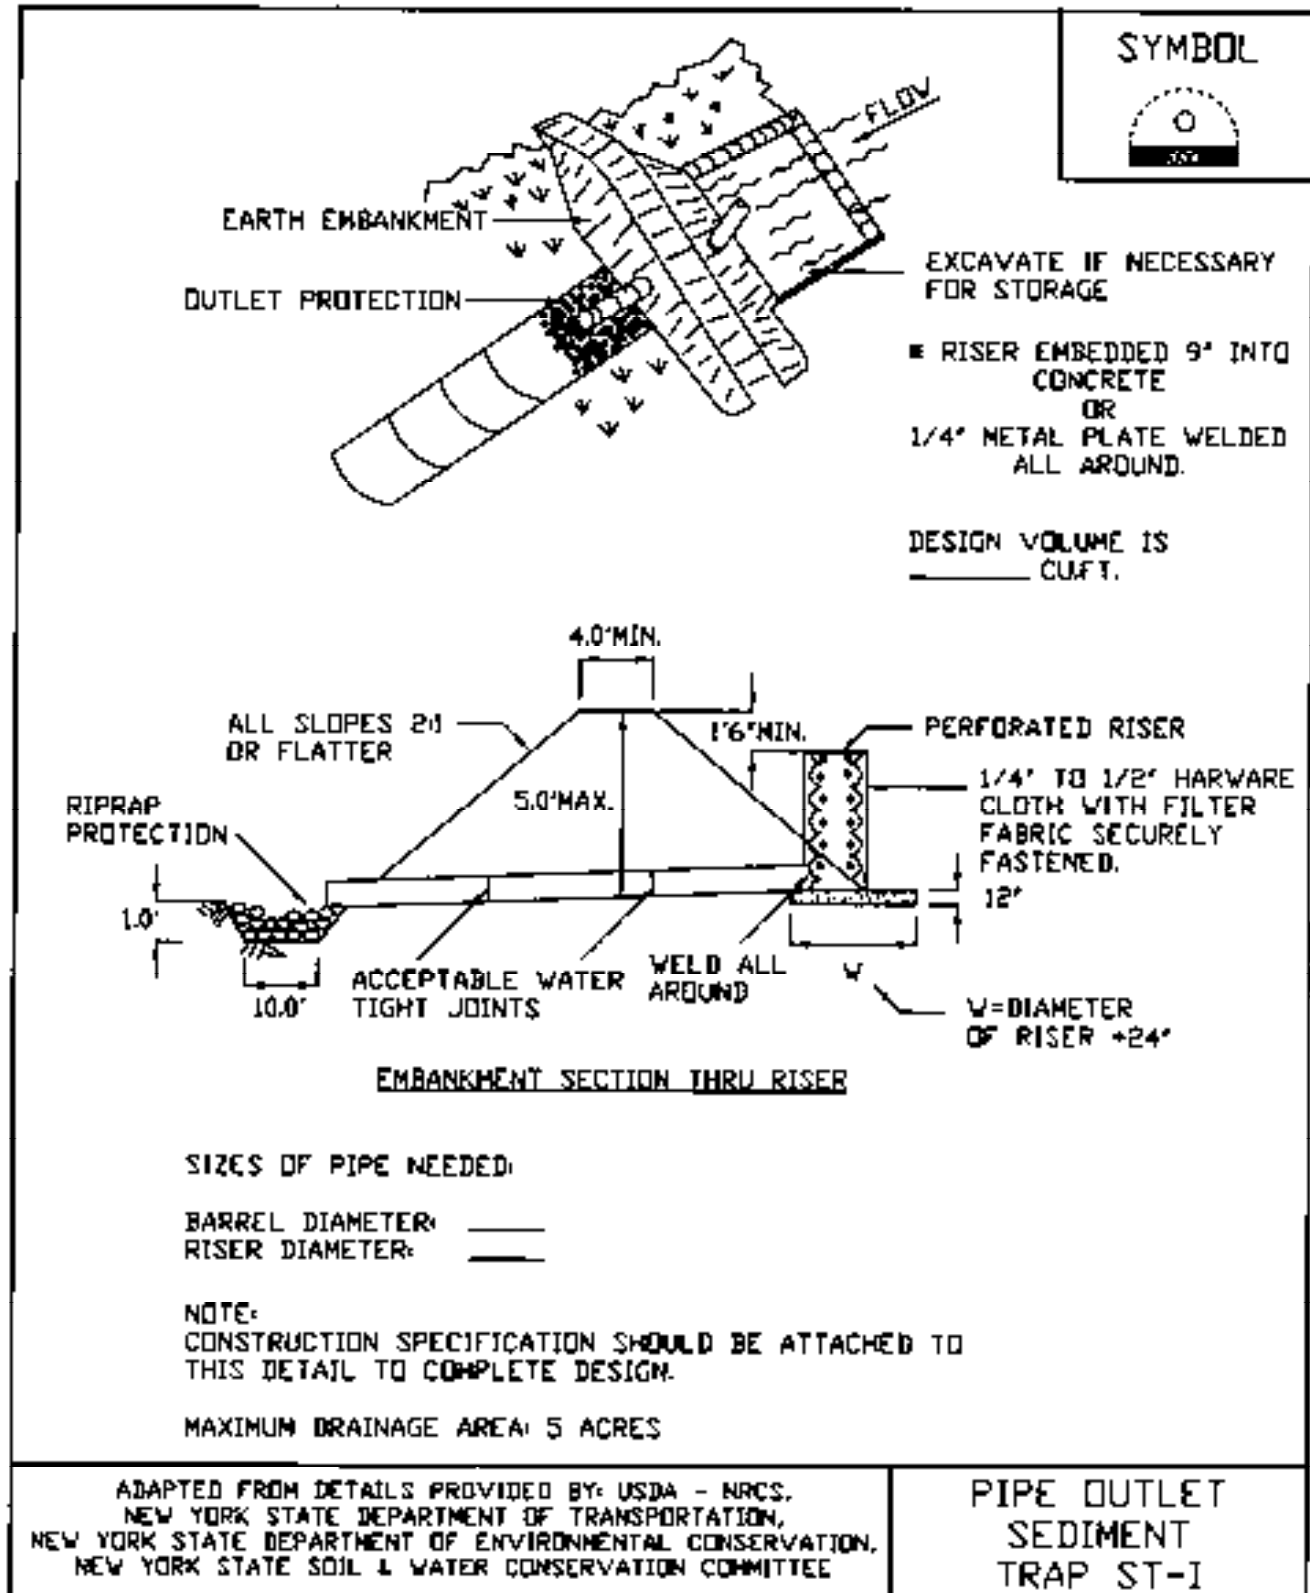 SYMBOL
FLOW
EARTH EMBANKMENT
OUTLET PROTECTION
EXCAVATE IF NECESSARY
FOR STORAGE
* RISER EMBEDDED 9" INTO
CONCRETE
OR
1/4" METAL PLATE WELDED
ALL AROUND.
DESIGN VOLUME IS
______ CU.FT.
4.0'MIN.
ALL SLOPES 2:1
OR FLATTER
1'6"MIN.
PERFORATED RISER
5.0'MAX.
1/4" TO 1/2" HARWARE
CLOTH WITH FILTER
FABRIC SECURELY
FASTENED.
RIPRAP
PROTECTION
1.0'
12"
10.0'
ACCEPTABLE WATER
TIGHT JOINTS
WELD ALL
AROUND
W
W=DIAMETER
OF RISER +24"
EMBANKMENT SECTION THRU RISER
SIZES OF PIPE NEEDED:
BARREL DIAMETER: ____
RISER DIAMETER: ____
NOTE:
CONSTRUCTION SPECIFICATION SHOULD BE ATTACHED TO
THIS DETAIL TO COMPLETE DESIGN.
MAXIMUM DRAINAGE AREA: 5 ACRES
ADAPTED FROM DETAILS PROVIDED BY: USDA - NRCS,
NEW YORK STATE DEPARTMENT OF TRANSPORTATION,
NEW YORK STATE DEPARTMENT OF ENVIRONMENTAL CONSERVATION,
NEW YORK STATE SOIL & WATER CONSERVATION COMMITTEE
PIPE OUTLET
SEDIMENT
TRAP ST-I